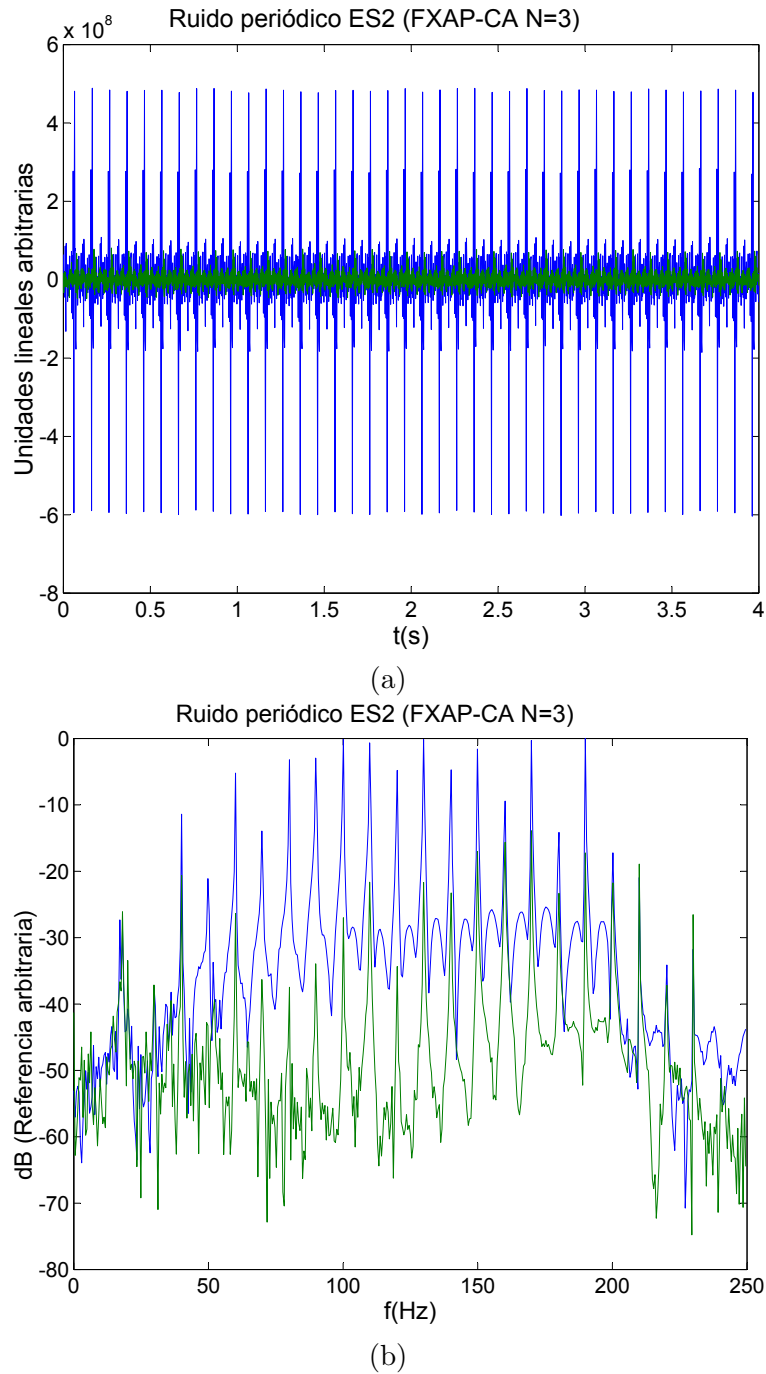 Ruido periódico ES2 (FXAP-CA N=3)
x 10^8
6
4
2
0
-2
-4
-6
-8
Unidades lineales arbitrarias
0 0.5 1 1.5 2 2.5 3 3.5 4
t(s)
(a)
Ruido periódico ES2 (FXAP-CA N=3)
0
-10
-20
-30
-40
-50
-60
-70
-80
dB (Referencia arbitraria)
0 50 100 150 200 250
f(Hz)
(b)